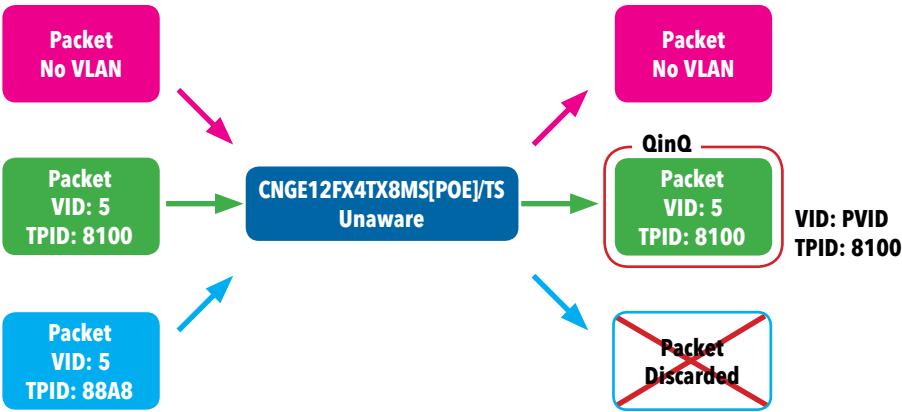 Packet
No VLAN
Packet
No VLAN
QinQ
Packet
VID: 5
TPID: 8100
CNGE12FX4TX8MS[POE]/TS
Unaware
Packet
VID: 5
TPID: 8100
VID: PVID
TPID: 8100
Packet
VID: 5
TPID: 88A8
Packet
Discarded